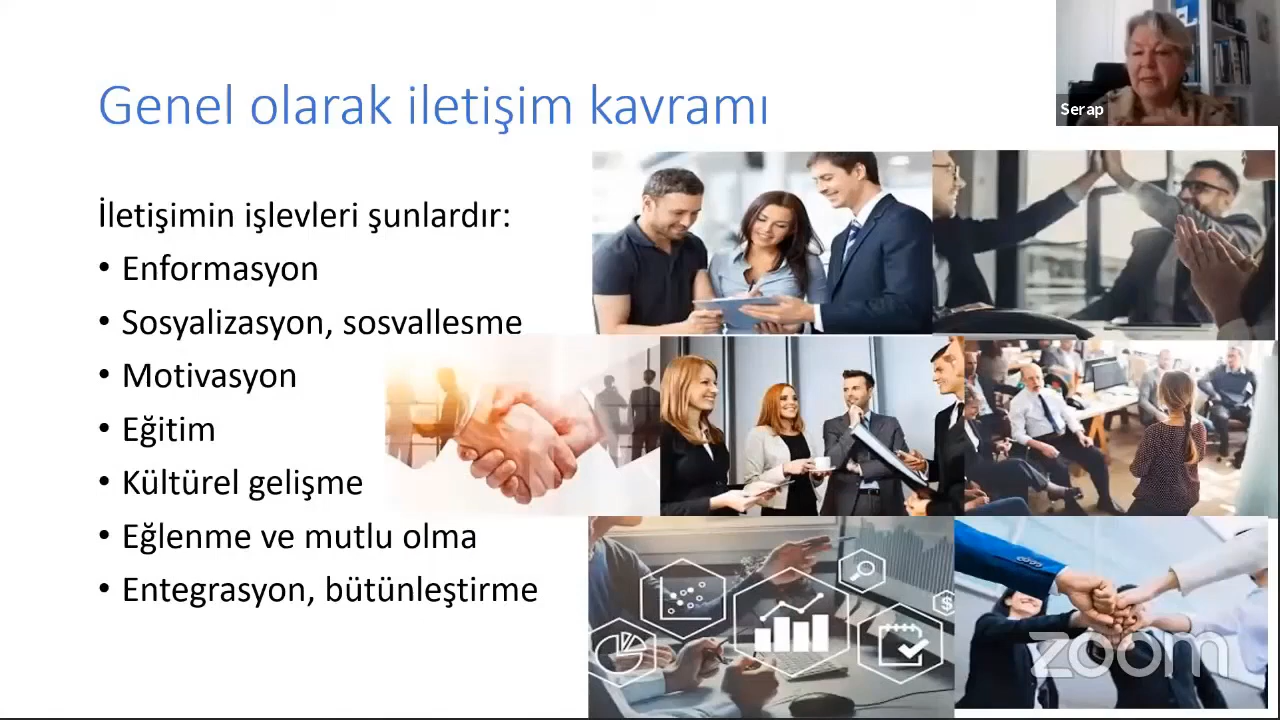 Genel olarak iletişim kavramı
Serap
İletişimin işlevleri şunlardır:
• Enformasyon
• Sosyalizasyon, sosvallesme
• Motivasyon
• Eğitim
• Kültürel gelişme
• Eğlenme ve mutlu olma
• Entegrasyon, bütünleştirme
$
zoom